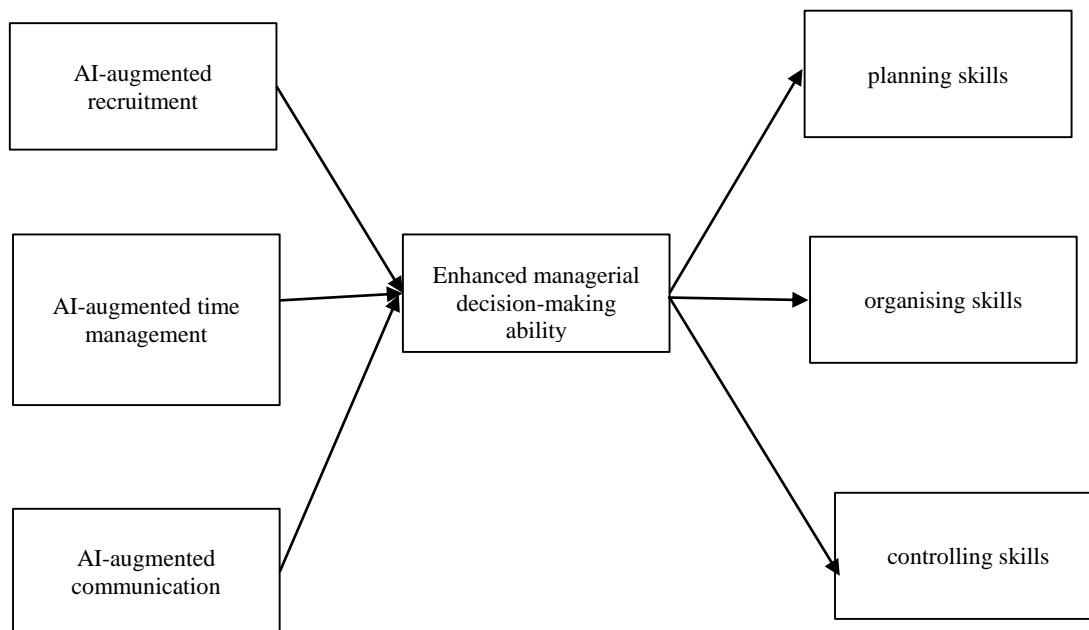 AI-augmented
recruitment
planning skills
AI-augmented time
management
Enhanced managerial
decision-making
ability
organising skills
AI-augmented
communication
controlling skills